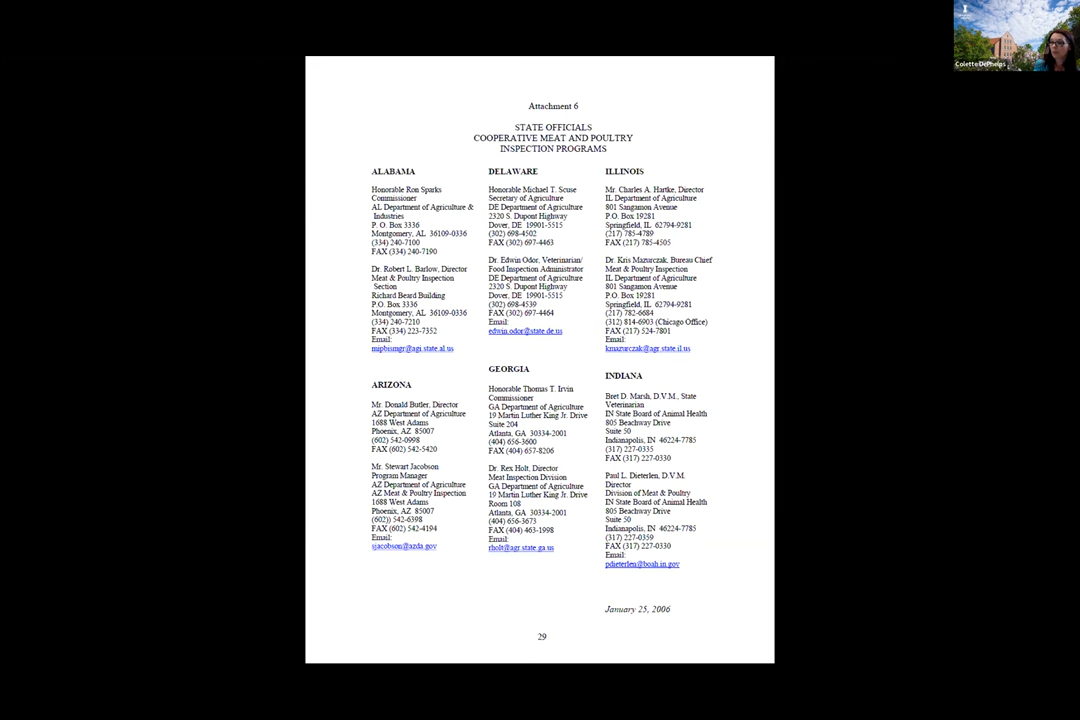 Attachment 6
STATE OFFICIALS
COOPERATIVE MEAT AND POULTRY
INSPECTION PROGRAMS
ALABAMA
Honorable Ron Sparks
Commissioner
AL Department of Agriculture &
Industries
P. O. Box 3336
Montgomery, AL 36109-0336
(334) 240-7100
FAX (334) 240-7190
Dr. Robert L. Barlow, Director
Meat & Poultry Inspection
Section
Richard Beard Building
P.O. Box 3336
Montgomery, AL 36109-0336
(334) 240-7210
FAX (334) 223-7352
Email:
mipbismgr@agi.state.al.us
ARIZONA
Mr. Donald Butler, Director
AZ Department of Agriculture
1688 West Adams
Phoenix, AZ 85007
(602) 542-0998
FAX (602) 542-5420
Mr. Stewart Jacobson
Program Manager
AZ Department of Agriculture
AZ Meat & Poultry Inspection
1688 West Adams
Phoenix, AZ 85007
(602)) 542-6398
FAX (602) 542-4194
Email:
sjacobson@azda.gov
DELAWARE
Honorable Michael T. Scuse
Secretary of Agriculture
DE Department of Agriculture
2320 S. Dupont Highway
Dover, DE 19901-5515
(302) 698-4502
FAX (302) 697-4463
Dr. Edwin Odor, Veterinarian/
Food Inspection Administrator
DE Department of Agriculture
2320 S. Dupont Highway
Dover, DE 19901-5515
(302) 698-4539
FAX (302) 697-4464
Email:
edwin.odor@state.de.us
GEORGIA
Honorable Thomas T. Irvin
Commissioner
GA Department of Agriculture
19 Martin Luther King Jr. Drive
Suite 204
Atlanta, GA 30334-2001
(404) 656-3600
FAX (404) 657-8206
Dr. Rex Holt, Director
Meat Inspection Division
GA Department of Agriculture
19 Martin Luther King Jr. Drive
Room 108
Atlanta, GA 30334-2001
(404) 656-3673
FAX (404) 463-1998
Email:
rholt@agr.state.ga.us
ILLINOIS
Mr. Charles A. Hartke, Director
IL Department of Agriculture
801 Sangamon Avenue
P.O. Box 19281
Springfield, IL 62794-9281
(217) 785-4789
FAX (217) 785-4505
Dr. Kris Mazurczak, Bureau Chief
Meat & Poultry Inspection
IL Department of Agriculture
801 Sangamon Avenue
P.O. Box 19281
Springfield, IL 62794-9281
(217) 782-6684
(312) 814-6903 (Chicago Office)
FAX (217) 524-7801
Email:
kmazurczak@agr.state.il.us
INDIANA
Bret D. Marsh, D.V.M., State
Veterinarian
IN State Board of Animal Health
805 Beachway Drive
Suite 50
Indianapolis, IN 46224-7785
(317) 227-0335
FAX (317) 227-0330
Paul L. Dieterlen, D.V.M.
Director
Division of Meat & Poultry
IN State Board of Animal Health
805 Beachway Drive
Suite 50
Indianapolis, IN 46224-7785
(317) 227-0359
FAX (317) 227-0330
Email:
pdieterlen@boah.in.gov
January 25, 2006
29
Colette DePhelps